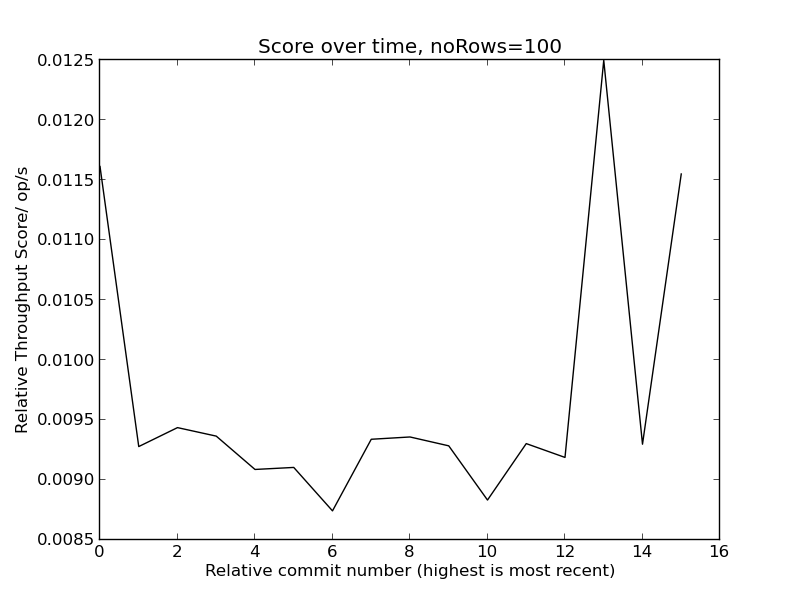 Score over time, noRows=100
Relative Throughput Score/ op/s
0.0125
0.0120
0.0115
0.0110
0.0105
0.0100
0.0095
0.0090
0.0085
0 2 4 6 8 10 12 14 16
Relative commit number (highest is most recent)